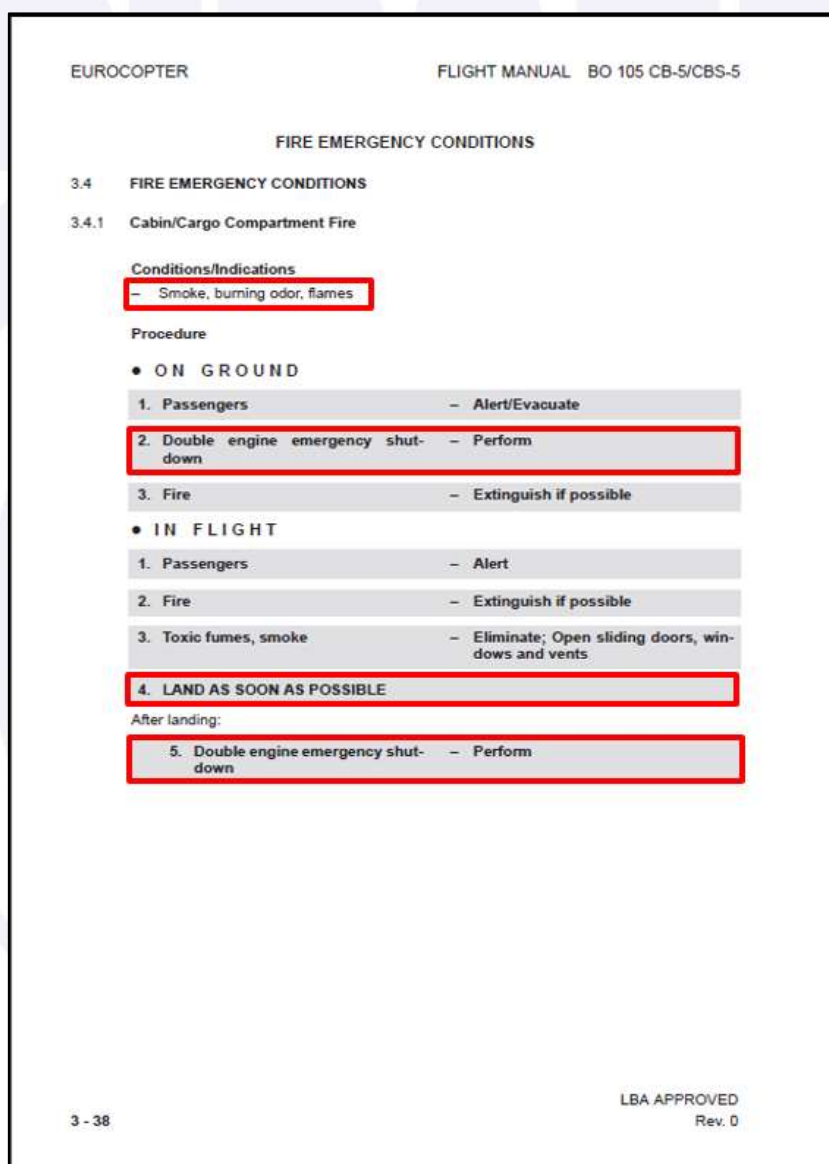 EUROCOPTER FLIGHT MANUAL BO 105 CB-5/CBS-5
FIRE EMERGENCY CONDITIONS
3.4 FIRE EMERGENCY CONDITIONS
3.4.1 Cabin/Cargo Compartment Fire
Conditions/Indications
– Smoke, burning odor, flames
Procedure
● ON GROUND
1. Passengers – Alert/Evacuate
2. Double engine emergency shut- – Perform
down
3. Fire – Extinguish if possible
● IN FLIGHT
1. Passengers – Alert
2. Fire – Extinguish if possible
3. Toxic fumes, smoke – Eliminate; Open sliding doors, win-
dows and vents
4. LAND AS SOON AS POSSIBLE
After landing:
5. Double engine emergency shut- – Perform
down
LBA APPROVED
3 - 38 Rev. 0